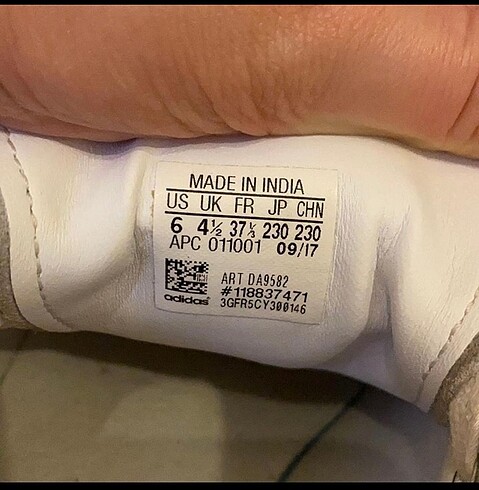 MADE IN INDIA
US UK FR JP CHN
6 4½ 37⅓ 230 230
APC 011001 09/17
ART DA9582
#118837471
adidas 3GFR5CY300146